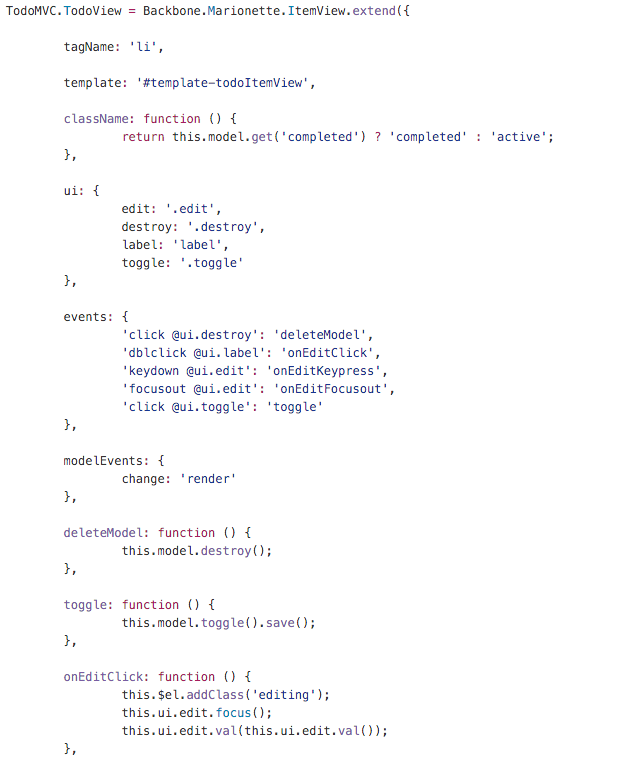 TodoMVC.TodoView = Backbone.Marionette.ItemView.extend({
tagName: 'li',
template: '#template-todoItemView',
className: function () {
return this.model.get('completed') ? 'completed' : 'active';
},
ui: {
edit: '.edit',
destroy: '.destroy',
label: 'label',
toggle: '.toggle'
},
events: {
'click @ui.destroy': 'deleteModel',
'dblclick @ui.label': 'onEditClick',
'keydown @ui.edit': 'onEditKeypress',
'focusout @ui.edit': 'onEditFocusout',
'click @ui.toggle': 'toggle'
},
modelEvents: {
change: 'render'
},
deleteModel: function () {
this.model.destroy();
},
toggle: function () {
this.model.toggle().save();
},
onEditClick: function () {
this.$el.addClass('editing');
this.ui.edit.focus();
this.ui.edit.val(this.ui.edit.val());
},